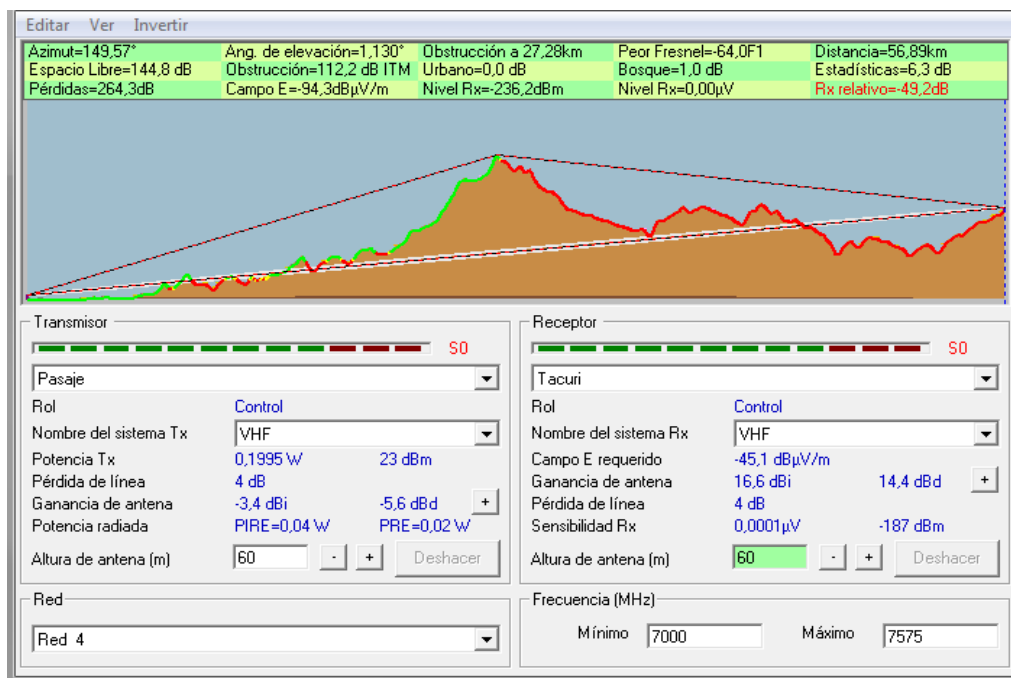 Editar Ver Invertir
Azimut=149,57° Ang. de elevación=1,130° Obstrucción a 27,28km Peor Fresnel=-64,0F1 Distancia=56,89km
Espacio Libre=144,8 dB Obstrucción=112,2 dB ITM Urbano=0,0 dB Bosque=1,0 dB Estadísticas=6,3 dB
Pérdidas=264,3dB Campo E=-94,3dBµV/m Nivel Rx=-236,2dBm Nivel Rx=0,00µV Rx relativo=-49,2dB
Transmisor
S0
Pasaje
Rol Control
Nombre del sistema Tx VHF
Potencia Tx 0,1995 W 23 dBm
Pérdida de línea 4 dB
Ganancia de antena -3,4 dBi -5,6 dBd +
Potencia radiada PIRE=0,04 W PRE=0,02 W
Altura de antena (m) 60 - + Deshacer
Receptor
S0
Tacuri
Rol Control
Nombre del sistema Rx VHF
Campo E requerido -45,1 dBµV/m
Ganancia de antena 16,6 dBi 14,4 dBd +
Pérdida de línea 4 dB
Sensibilidad Rx 0,0001µV -187 dBm
Altura de antena (m) 60 - + Deshacer
Red
Red 4
Frecuencia (MHz)
Mínimo 7000 Máximo 7575